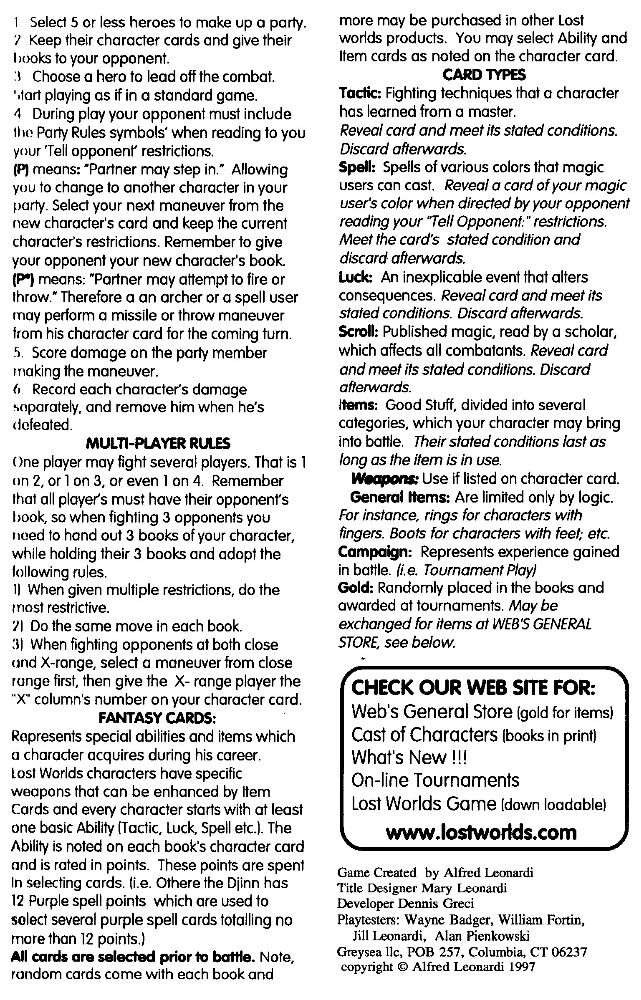 1 Select 5 or less heroes to make up a party.
2 Keep their character cards and give their
books to your opponent.
3 Choose a hero to lead off the combat.
Start playing as if in a standard game.
4 During play your opponent must include
the Party Rules symbols' when reading to you
your 'Tell opponent' restrictions.
(P) means: "Partner may step in." Allowing
you to change to another character in your
party. Select your next maneuver from the
new character's card and keep the current
character's restrictions. Remember to give
your opponent your new character's book.
(P*) means: "Partner may attempt to fire or
throw." Therefore a an archer or a spell user
may perform a missile or throw maneuver
from his character card for the coming turn.
5. Score damage on the party member
making the maneuver.
6 Record each character's damage
separately, and remove him when he's
defeated.
MULTI-PLAYER RULES
One player may fight several players. That is 1
on 2, or 1 on 3, or even 1 on 4. Remember
that all player's must have their opponent's
book, so when fighting 3 opponents you
need to hand out 3 books of your character,
while holding their 3 books and adopt the
following rules.
1) When given multiple restrictions, do the
most restrictive.
2) Do the same move in each book.
3) When fighting opponents at both close
and X-range, select a maneuver from close
range first, then give the X- range player the
"X" column's number on your character card.
FANTASY CARDS:
Represents special abilities and items which
a character acquires during his career.
Lost Worlds characters have specific
weapons that can be enhanced by Item
Cards and every character starts with at least
one basic Ability (Tactic, Luck, Spell etc.). The
Ability is noted on each book's character card
and is rated in points. These points are spent
in selecting cards. (i.e. Othere the Djinn has
12 Purple spell points which are used to
select several purple spell cards totalling no
more than 12 points.)
All cards are selected prior to battle. Note,
random cards come with each book and
more may be purchased in other Lost
worlds products. You may select Ability and
Item cards as noted on the character card.
CARD TYPES
Tactic: Fighting techniques that a character
has learned from a master.
Reveal card and meet its stated conditions.
Discard afterwards.
Spell: Spells of various colors that magic
users can cast. Reveal a card of your magic
user's color when directed by your opponent
reading your "Tell Opponent:" restrictions.
Meet the card's stated condition and
discard afterwards.
Luck: An inexplicable event that alters
consequences. Reveal card and meet its
stated conditions. Discard afterwards.
Scroll: Published magic, read by a scholar,
which affects all combatants. Reveal card
and meet its stated conditions. Discard
afterwards.
Items: Good Stuff, divided into several
categories, which your character may bring
into battle. Their stated conditions last as
long as the item is in use.
Weapons: Use if listed on character card.
General Items: Are limited only by logic.
For instance, rings for characters with
fingers. Boots for characters with feet; etc.
Campaign: Represents experience gained
in battle. (i.e. Tournament Play)
Gold: Randomly placed in the books and
awarded at tournaments. May be
exchanged for items at WEB'S GENERAL
STORE, see below.
CHECK OUR WEB SITE FOR:
Web's General Store (gold for items)
Cast of Characters (books in print)
What's New !!!
On-line Tournaments
Lost Worlds Game (down loadable)
www.lostworlds.com
Game Created by Alfred Leonardi
Title Designer Mary Leonardi
Developer Dennis Greci
Playtesters: Wayne Badger, William Fortin,
Jill Leonardi, Alan Pienkowski
Greysea llc, POB 257, Columbia, CT 06237
copyright © Alfred Leonardi 1997